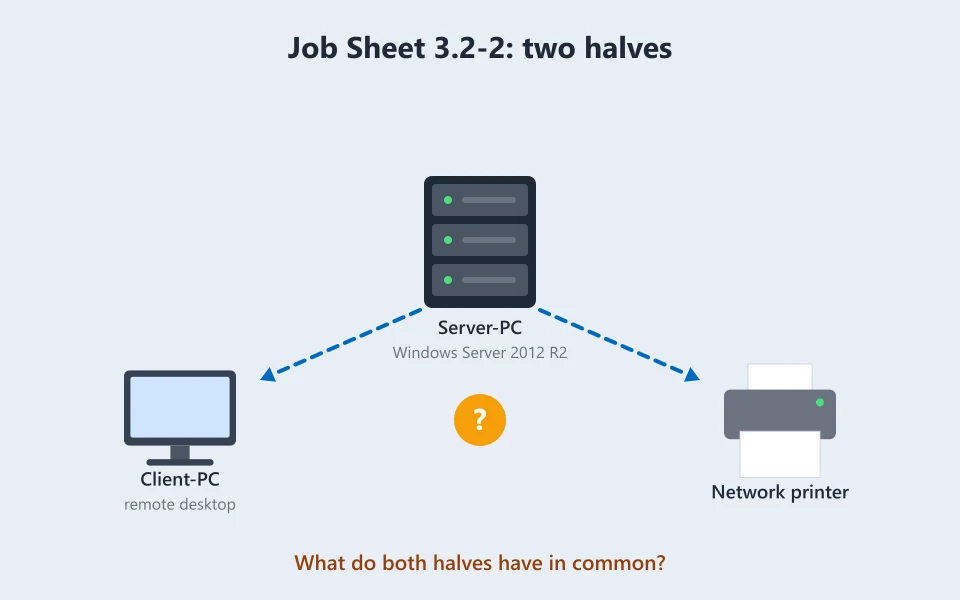 Job Sheet 3.2-2: two halves
Server-PC
Windows Server 2012 R2
?
Client-PC
remote desktop
Network printer
What do both halves have in common?